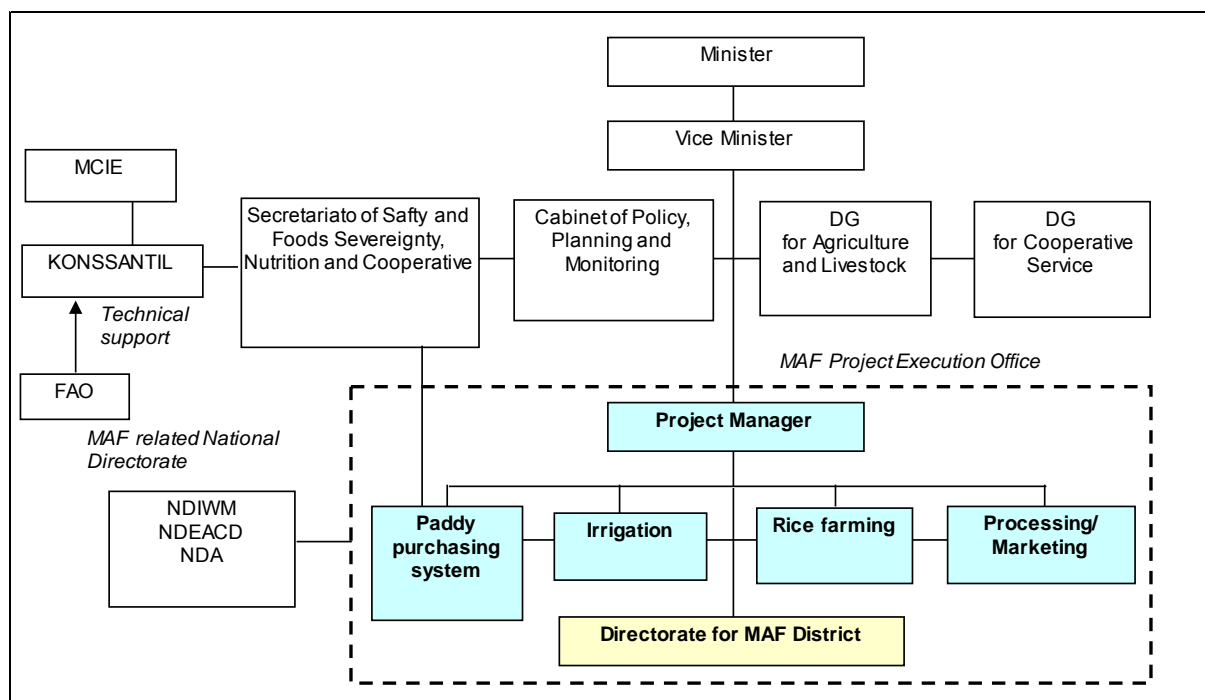 Minister
Vice Minister
MCIE
Secretariato of Safty and
Foods Severeignty,
Nutrition and Cooperative
Cabinet of Policy,
Planning and
Monitoring
DG
for Agriculture
and Livestock
DG
for Cooperative
Service
KONSSANTIL
Technical
support
FAO
MAF Project Execution Office
Project Manager
MAF related National
Directorate
NDIWM
NDEACD
NDA
Paddy
purchasing
system
Irrigation
Rice farming
Processing/
Marketing
Directorate for MAF District